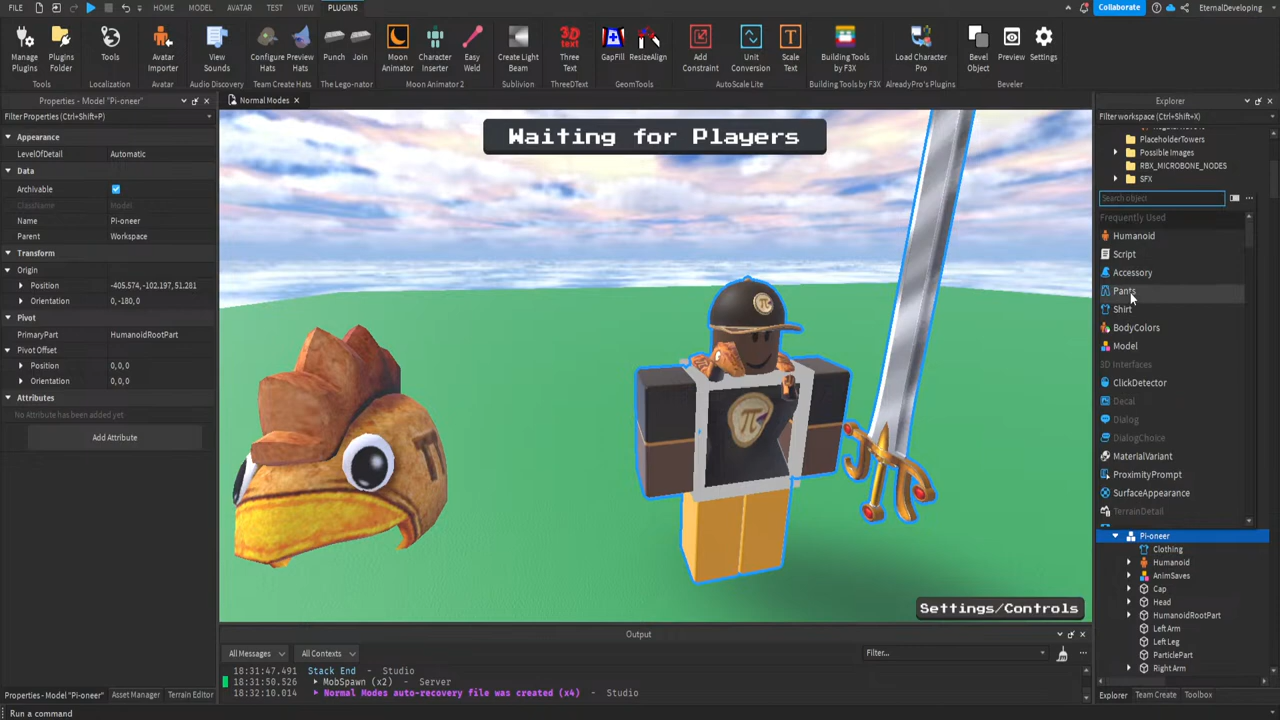 FILE
HOME MODEL AVATAR TEST VIEW PLUGINS
Collaborate
EternalDeveloping
Manage Plugins
Plugins Folder
Tools
Avatar Importer
View Sounds
Configure Hats
Preview Hats
Punch
Join
Moon Animator
Character Inserter
Easy Weld
Create Light Beam
Three Text
GapFill
ResizeAlign
Add Constraint
Unit Conversion
Scale Text
Building Tools by F3X
Load Character Pro
Bevel Object
Preview
Settings
Tools
Localization
Avatar
Audio Discovery
Team Create Hats
The Lego-nator
Moon Animator 2
Sublivion
ThreeDText
GeomTools
AutoScale Lite
Building Tools by F3X
AlreadyPro's Plugins
Beveler
Properties - Model "Pi-oneer"
Filter Properties (Ctrl+Shift+P)
Appearance
LevelOfDetail Automatic
Data
Archivable
ClassName Model
Name Pi-oneer
Parent Workspace
Transform
Origin
Position -405.574, -102.197, 51.281
Orientation 0, -180, 0
Pivot
PrimaryPart HumanoidRootPart
Pivot Offset
Position 0, 0, 0
Orientation 0, 0, 0
Attributes
No Attribute has been added yet
Add Attribute
Properties - Model "Pi-oneer" Asset Manager Terrain Editor
Run a command
Normal Modes
Waiting for Players
π
π
Settings/Controls
Output
All Messages
All Contexts
Filter...
18:31:47.491 Stack End - Studio
18:31:50.526 MobSpawn (x2) - Server
18:32:10.014 Normal Modes auto-recovery file was created (x4) - Studio
Explorer
Filter workspace (Ctrl+Shift+X)
PlaceholderTowers
Possible Images
RBX_MICROBONE_NODES
SFX
Search object
Frequently Used
Humanoid
Script
Accessory
Pants
Shirt
BodyColors
Model
3D Interfaces
ClickDetector
Decal
Dialog
DialogChoice
MaterialVariant
ProximityPrompt
SurfaceAppearance
TerrainDetail
Pi-oneer
Clothing
Humanoid
AnimSaves
Cap
Head
HumanoidRootPart
Left Arm
Left Leg
ParticlePart
Right Arm
Explorer Team Create Toolbox